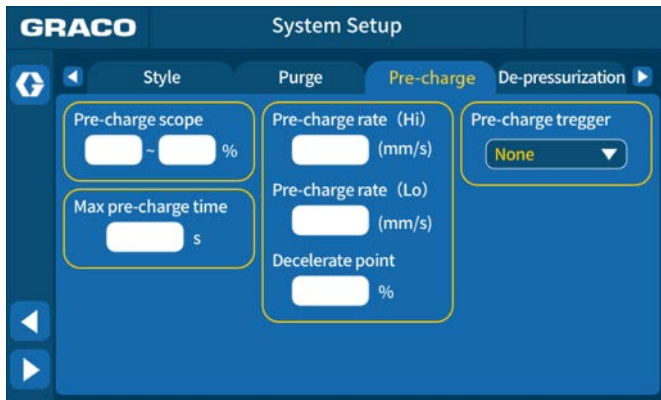 GRACO
System Setup
Style
Purge
Pre-charge
De-pressurization
Pre-charge scope
~ %
Max pre-charge time
s
Pre-charge rate（Hi）
(mm/s)
Pre-charge rate（Lo）
(mm/s)
Decelerate point
%
Pre-charge tregger
None